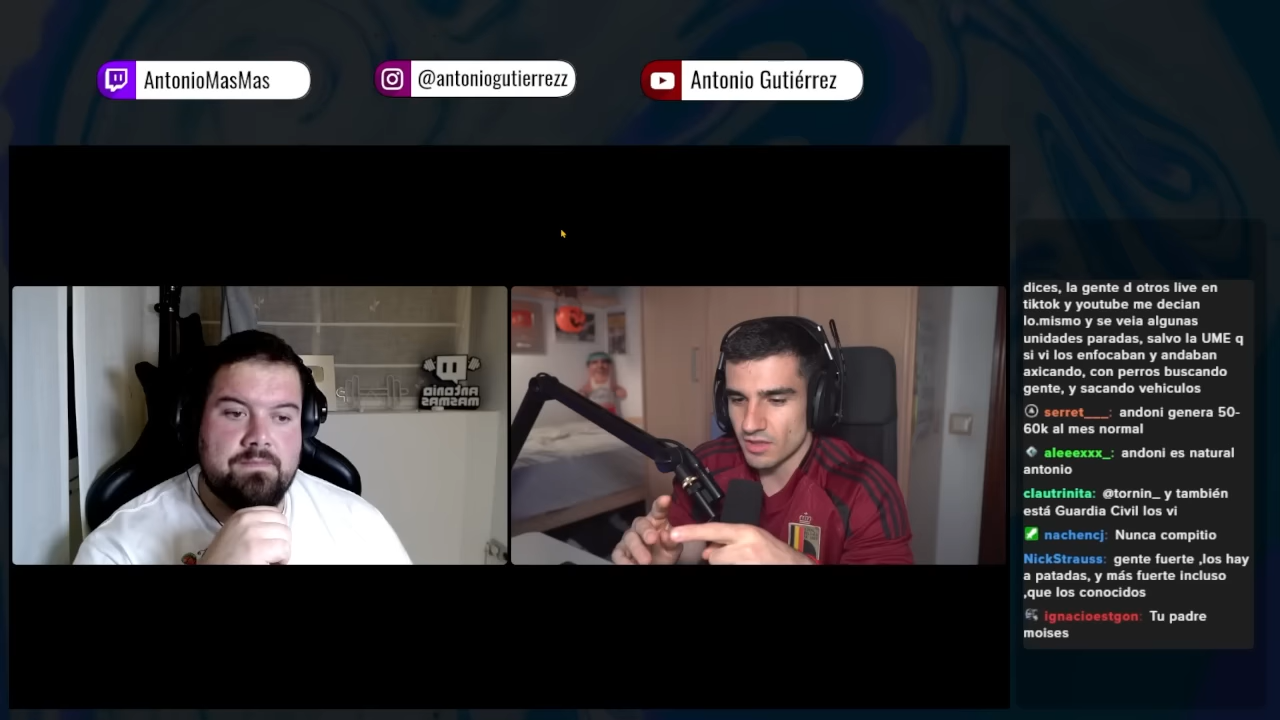 AntonioMasMas
@antoniogutierrezz
Antonio Gutiérrez
Antonio
masmas
dices, la gente d otros live en
tiktok y youtube me decian
lo.mismo y se veia algunas
unidades paradas, salvo la UME q
si vi los enfocaban y andaban
axicando, con perros buscando
gente, y sacando vehiculos
serret___: andoni genera 50-
60k al mes normal
aleeexxx_: andoni es natural
antonio
clautrinita: @tornin_ y también
está Guardia Civil los vi
nachencj: Nunca compitio
NickStrauss: gente fuerte ,los hay
a patadas, y más fuerte incluso
,que los conocidos
ignacioestgon: Tu padre
moises